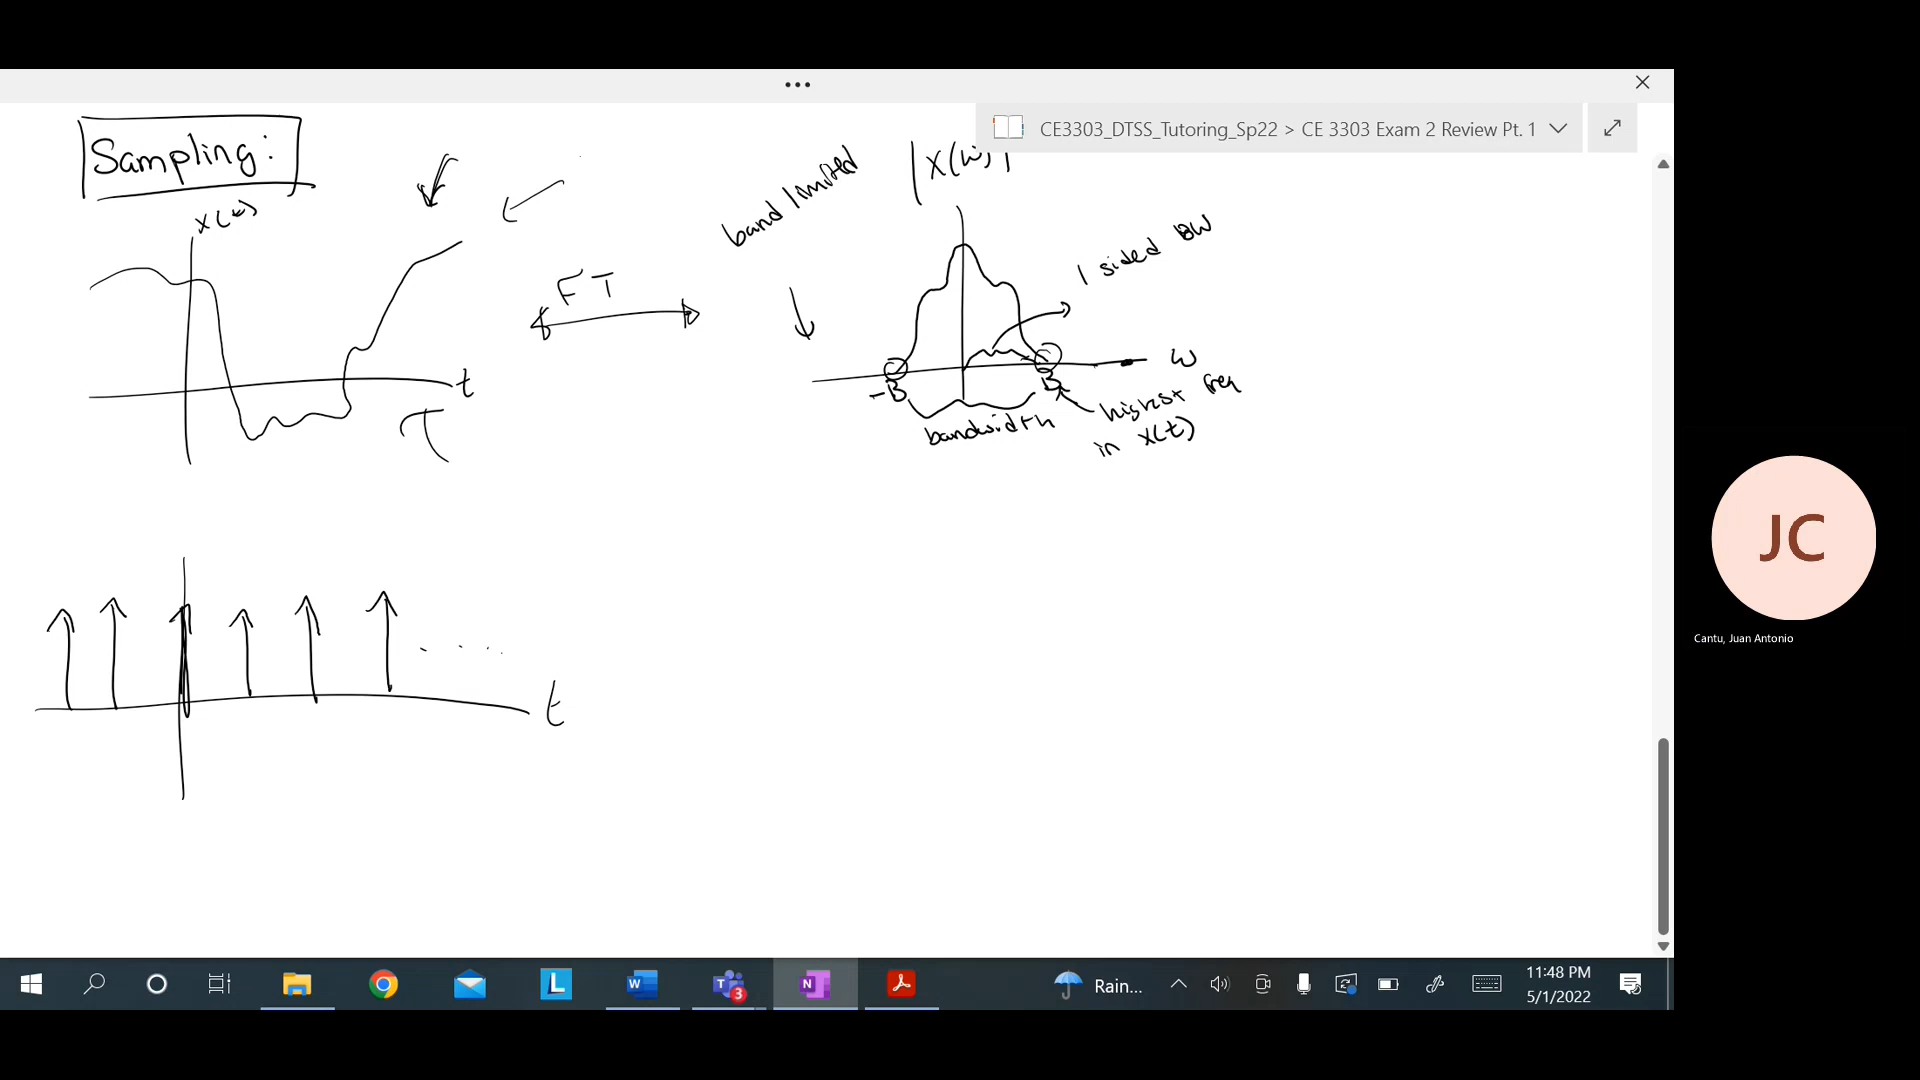 •••
CE3303_DTSS_Tutoring_Sp22 > CE 3303 Exam 2 Review Pt. 1
Sampling:
x(t)
t
FT
band limited
|X(ω)|
1 sided BW
ω
-B
B
bandwidth
highest freq
in x(t)
t
JC
Cantu, Juan Antonio
L
W
T
3
N
Rain...
11:48 PM
5/1/2022